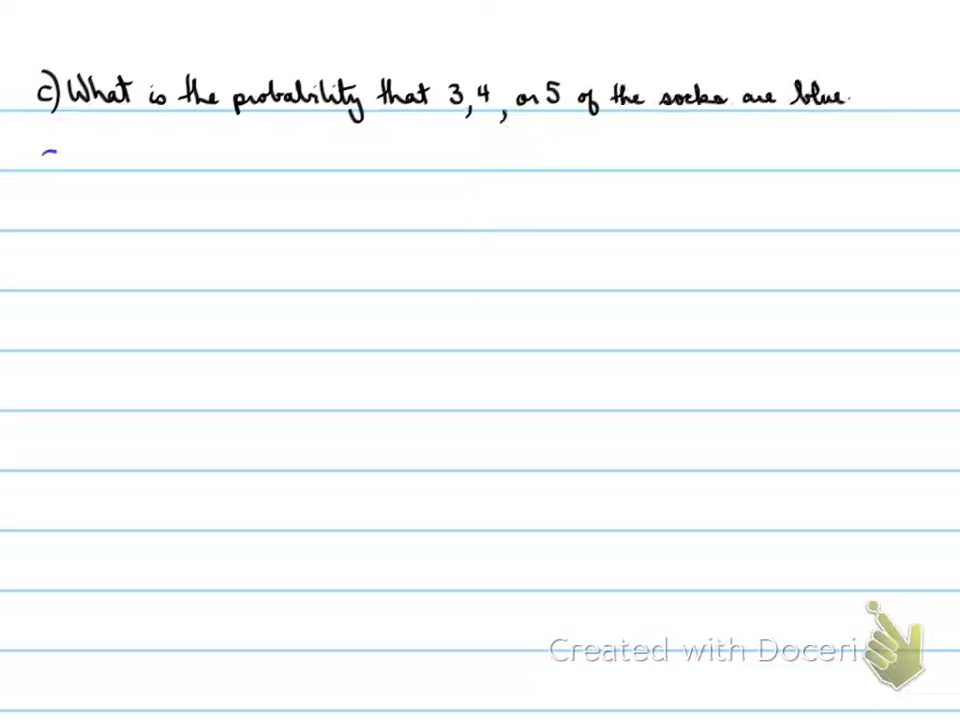 c) What is the probability that 3, 4, or 5 of the socks are blue.
Created with Doceri